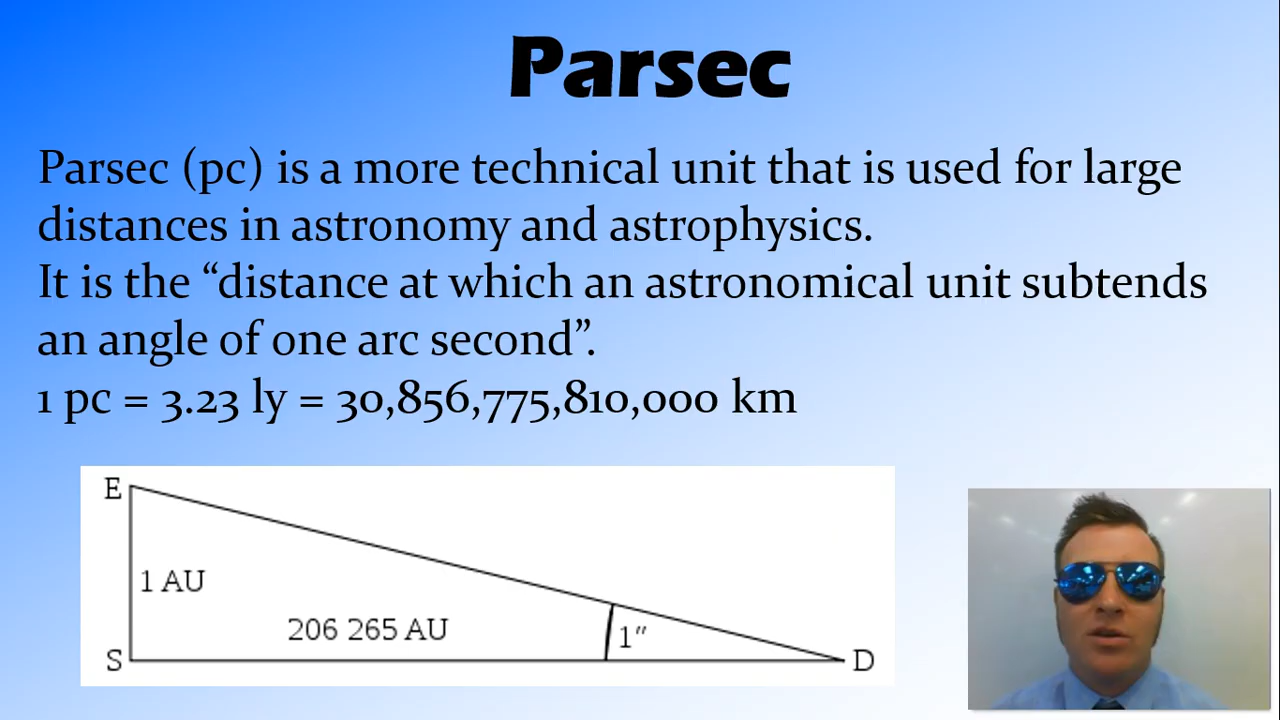 Parsec
Parsec (pc) is a more technical unit that is used for large
distances in astronomy and astrophysics.
It is the “distance at which an astronomical unit subtends
an angle of one arc second”.
1 pc = 3.23 ly = 30,856,775,810,000 km
E
1 AU
206 265 AU
1″
S
D